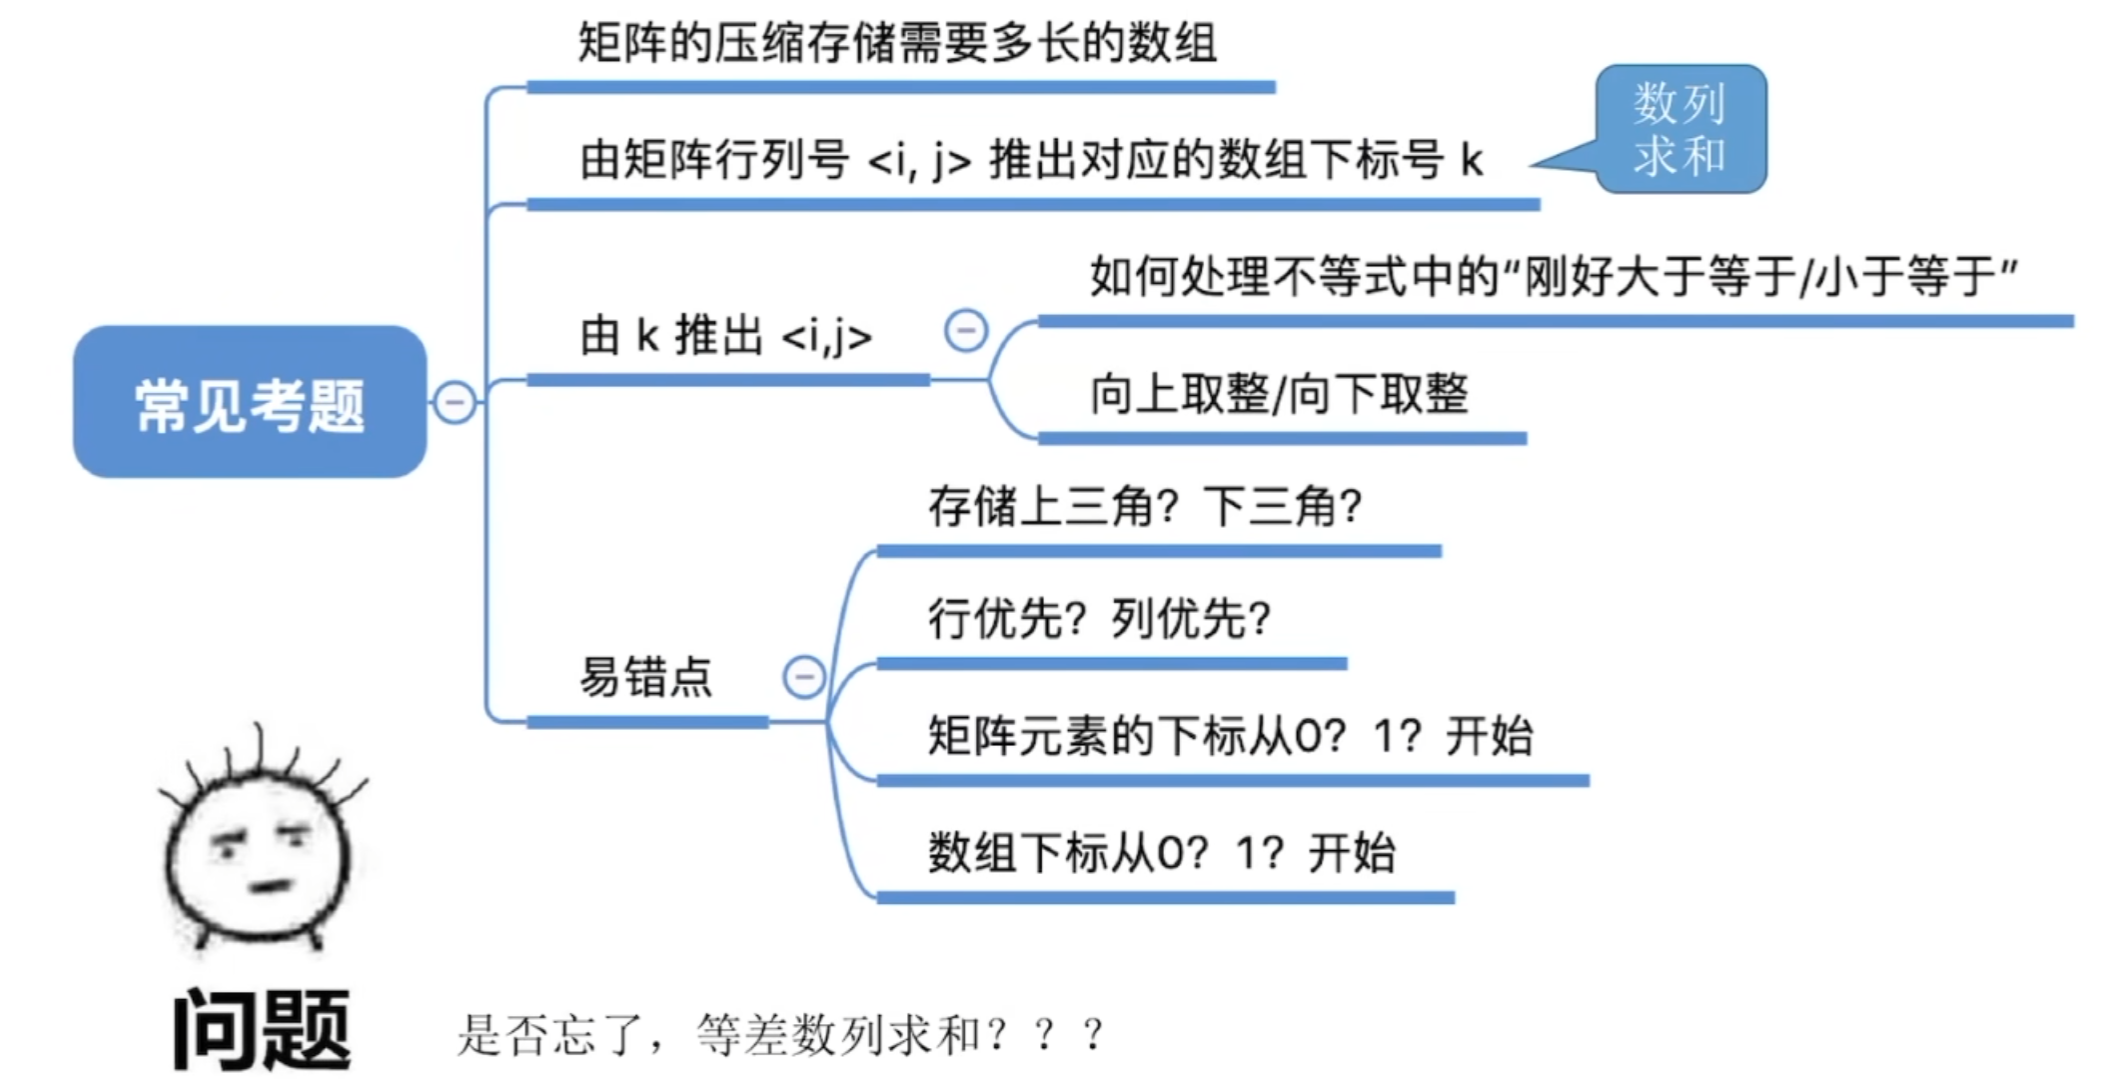 矩阵的压缩存储需要多长的数组
由矩阵行列号 <i, j> 推出对应的数组下标号 k
数列
求和
如何处理不等式中的“刚好大于等于/小于等于”
由 k 推出 <i,j>
向上取整/向下取整
常见考题
存储上三角？下三角？
行优先？列优先？
易错点
矩阵元素的下标从0？1？开始
数组下标从0？1？开始
问题
是否忘了，等差数列求和？？？